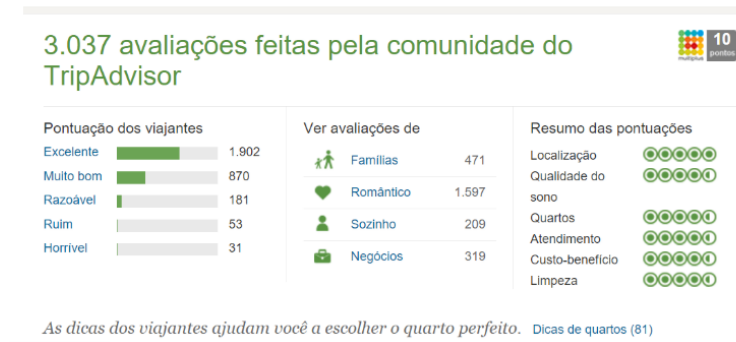 3.037 avaliações feitas pela comunidade do
TripAdvisor
multiplus
10
pontos
Pontuação dos viajantes
Excelente 1.902
Muito bom 870
Razoável 181
Ruim 53
Horrível 31
Ver avaliações de
Famílias 471
Romântico 1.597
Sozinho 209
Negócios 319
Resumo das pontuações
Localização
Qualidade do
sono
Quartos
Atendimento
Custo-benefício
Limpeza
As dicas dos viajantes ajudam você a escolher o quarto perfeito. Dicas de quartos (81)